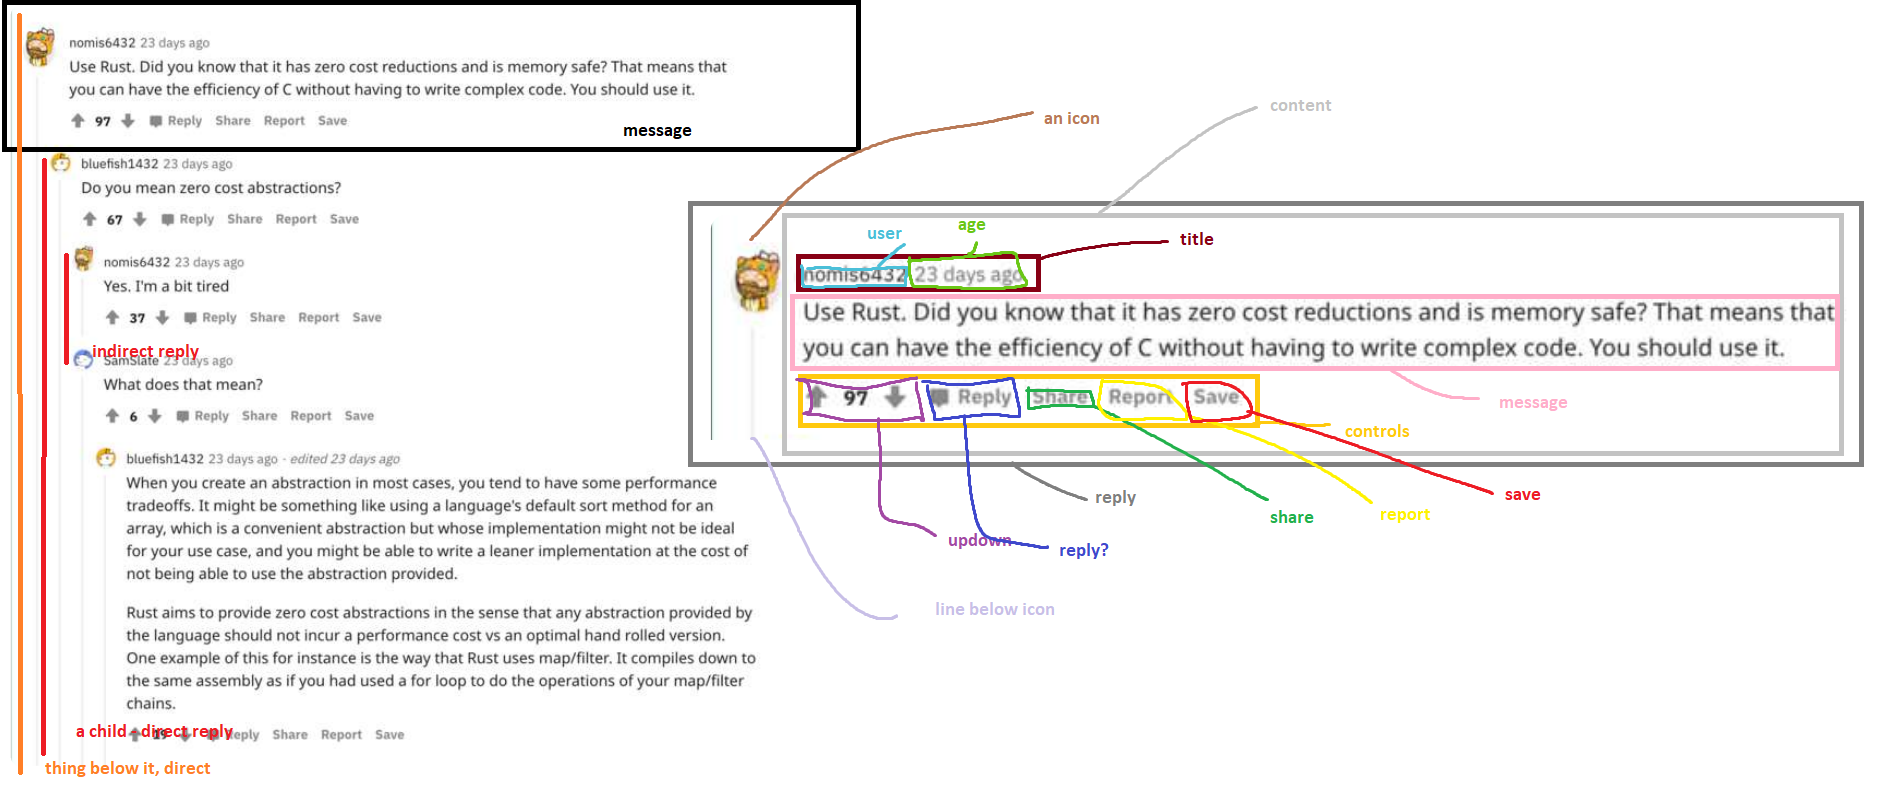 nomis6432 23 days ago
Use Rust. Did you know that it has zero cost reductions and is memory safe? That means that
you can have the efficiency of C without having to write complex code. You should use it.
97 Reply Share Report Save
message
bluefish1432 23 days ago
Do you mean zero cost abstractions?
67 Reply Share Report Save
nomis6432 23 days ago
Yes. I'm a bit tired
37 Reply Share Report Save
indirect reply
SamSlate 23 days ago
What does that mean?
6 Reply Share Report Save
bluefish1432 23 days ago · edited 23 days ago
When you create an abstraction in most cases, you tend to have some performance
tradeoffs. It might be something like using a language's default sort method for an
array, which is a convenient abstraction but whose implementation might not be ideal
for your use case, and you might be able to write a leaner implementation at the cost of
not being able to use the abstraction provided.
Rust aims to provide zero cost abstractions in the sense that any abstraction provided by
the language should not incur a performance cost vs an optimal hand rolled version.
One example of this for instance is the way that Rust uses map/filter. It compiles down to
the same assembly as if you had used a for loop to do the operations of your map/filter
chains.
a child - direct reply
19 Reply Share Report Save
thing below it, direct
an icon
content
user
age
title
nomis6432 23 days ago
Use Rust. Did you know that it has zero cost reductions and is memory safe? That means that
you can have the efficiency of C without having to write complex code. You should use it.
97 Reply Share Report Save
message
controls
reply
save
share
report
updown
reply?
line below icon